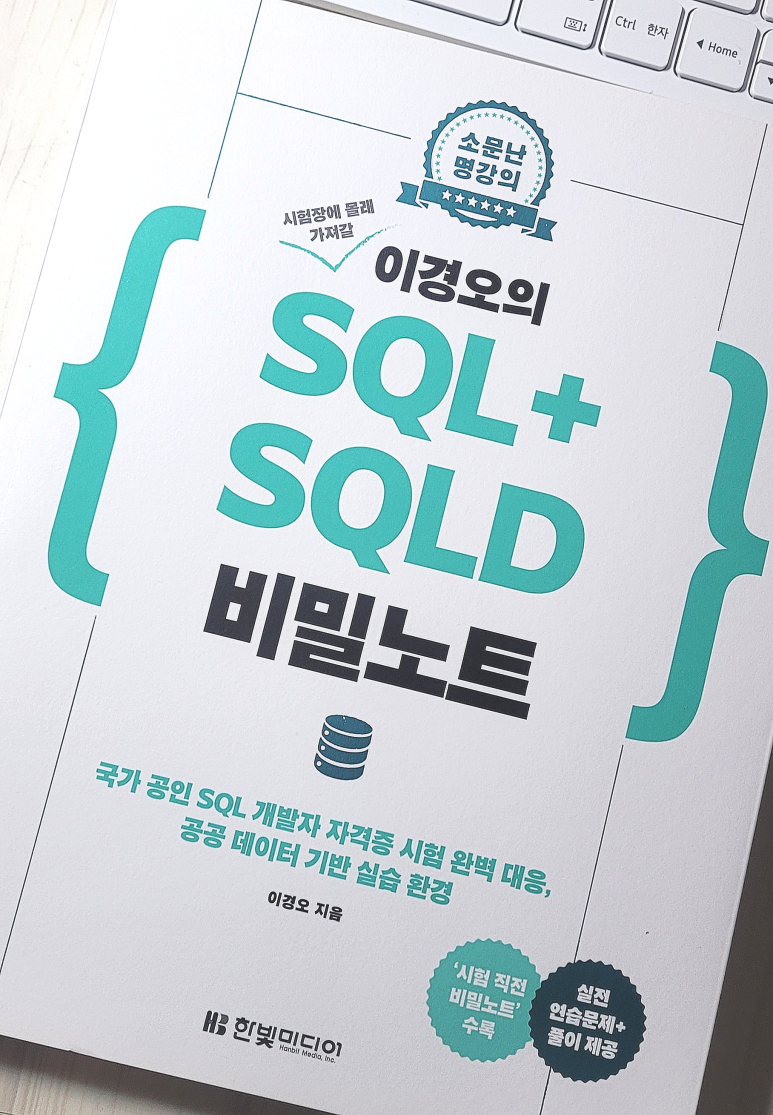 Ctrl
한자
◀ Home
소문난
명강의
시험장에 몰래
가져갈
이경오의
SQL+
SQLD
비밀노트
국가 공인 SQL 개발자 자격증 시험 완벽 대응,
공공 데이터 기반 실습 환경
이경오 지음
‘시험 직전
비밀노트’
수록
실전
연습문제+
풀이 제공
한빛미디어
Hanbit Media, Inc.